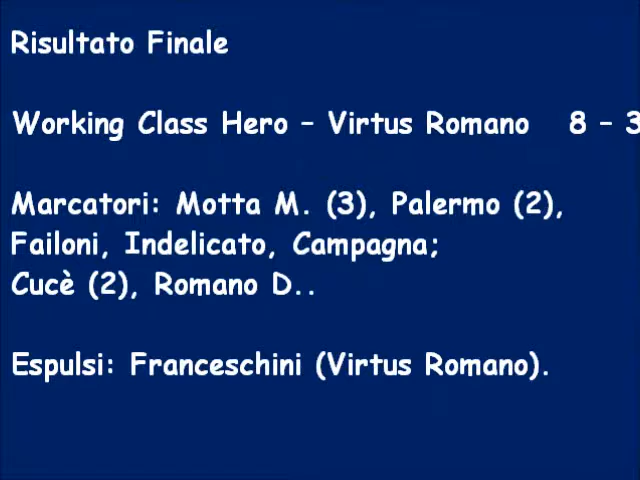 Risultato Finale
Working Class Hero – Virtus Romano 8 – 3
Marcatori: Motta M. (3), Palermo (2),
Failoni, Indelicato, Campagna;
Cucè (2), Romano D..
Espulsi: Franceschini (Virtus Romano).